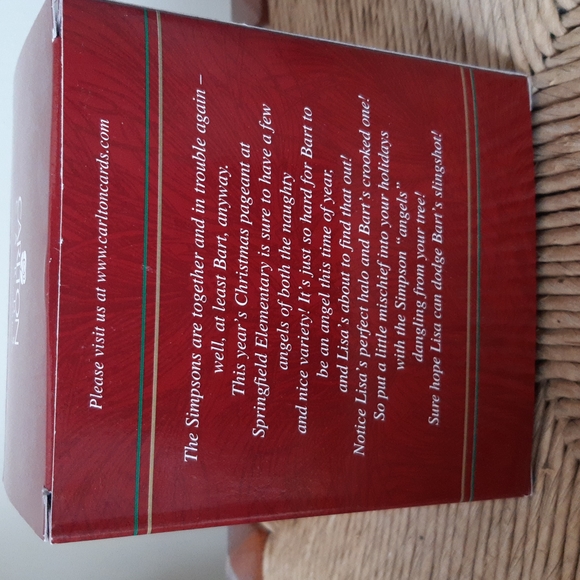 Please visit us at www.carltoncards.com
The Simpsons are together and in trouble again –
well, at least Bart, anyway.
This year's Christmas pageant at
Springfield Elementary is sure to have a few
angels of both the naughty
and nice variety! It's just so hard for Bart to
be an angel this time of year,
and Lisa's about to find that out!
Notice Lisa's perfect halo and Bart's crooked one!
So put a little mischief into your holidays
with the Simpson "angels"
dangling from your tree!
Sure hope Lisa can dodge Bart's slingshot!